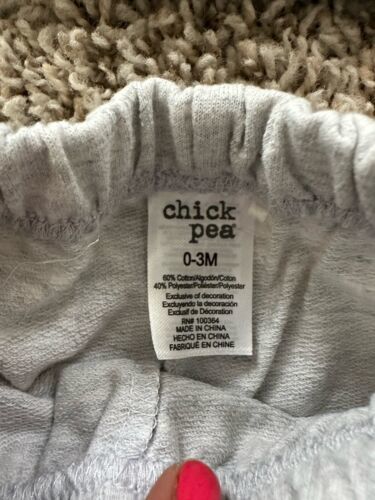 chick
pea
0-3M
60% Cotton/Algodón/Coton
40% Polyester/Poliéster/Polyester
Exclusive of decoration
Excluyendo la decoración
Exclusif de Décoration
RN# 100364
MADE IN CHINA
HECHO EN CHINA
FABRIQUÉ EN CHINE